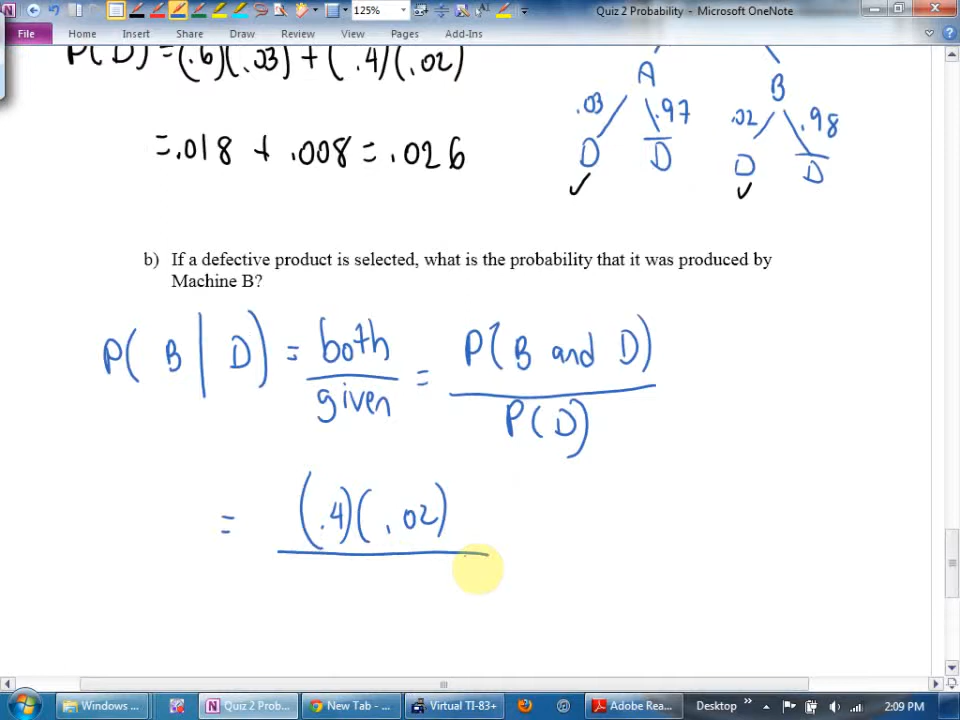 125%
Quiz 2 Probability - Microsoft OneNote
File Home Insert Share Draw Review View Pages Add-Ins
P(D) = (.6)(.03) + (.4)(.02)
A
B
.03 .97 .02 .98
D D D D
✓ ✓
= .018 + .008 = .026
b) If a defective product is selected, what is the probability that it was produced by
Machine B?
P( B | D) = both / given = P(B and D) / P(D)
= (.4)(.02)
Windows ... Quiz 2 Prob... New Tab - ... Virtual TI-83+ Adobe Rea... Desktop 2:09 PM